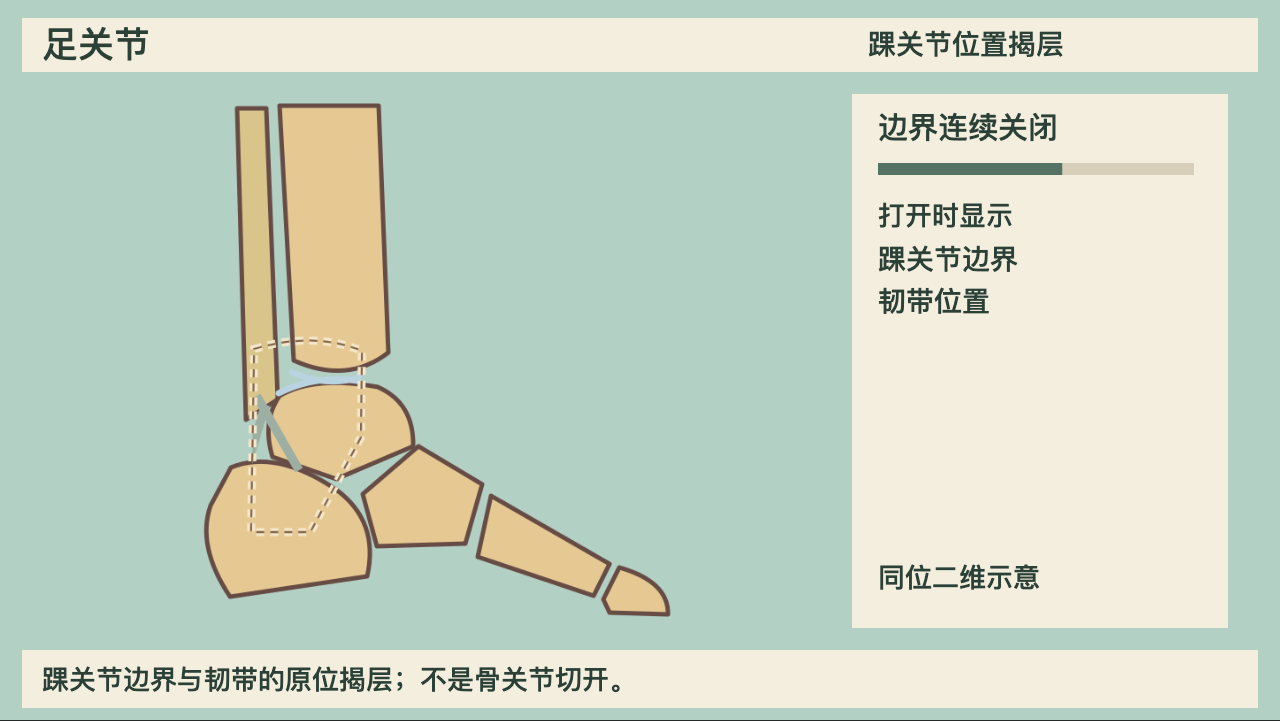 足关节
踝关节位置揭层
边界连续关闭
打开时显示
踝关节边界
韧带位置
同位二维示意
踝关节边界与韧带的原位揭层；不是骨关节切开。